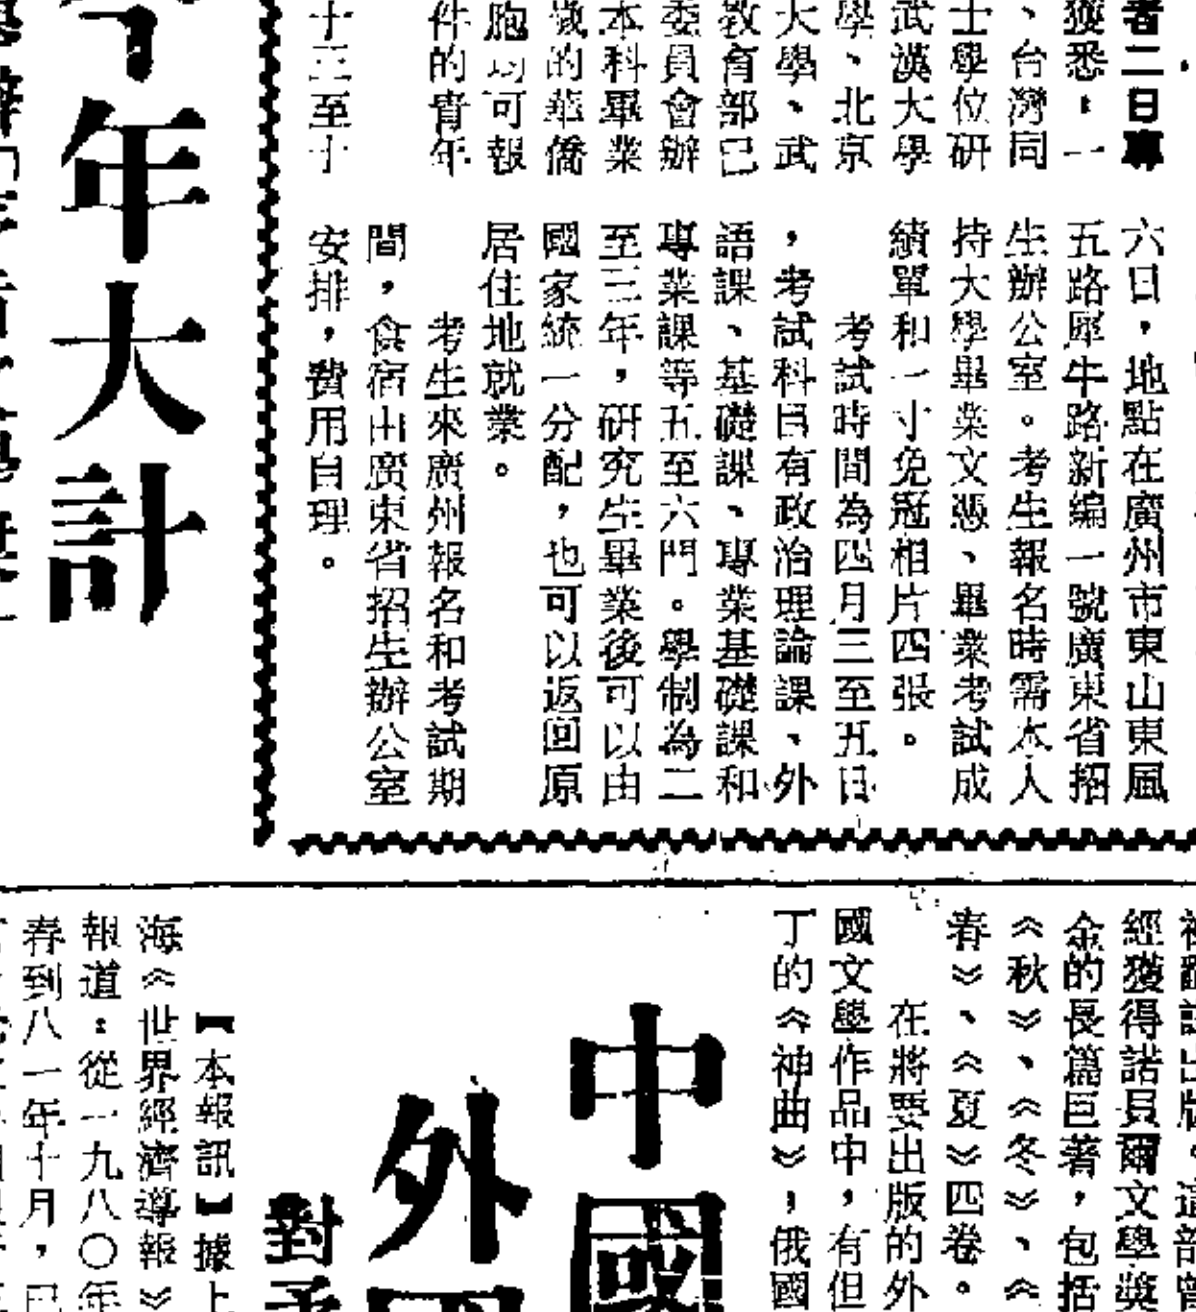 者二日專
獲悉：一
、台灣同
士學位研
武漢大學
學、北京
大學、武
教育部已
委員會辦
本科畢業
歲的華僑
胞均可報
件的青年
十三至十
六日，地點在廣州市東山東風
五路犀牛路新編一號廣東省招
生辦公室。考生報名時需本人
持大學畢業文憑、畢業考試成
績單和一寸免冠相片四張。
考試時間為四月三至五日
，考試科目有政治理論課、外
語課、基礎課、專業基礎課和
專業課等五至六門。學制為二
至三年，研究生畢業後可以由
國家統一分配，也可以返回原
居住地就業。
考生來廣州報名和考試期
間，食宿由廣東省招生辦公室
安排，費用自理。
年大計
經獲得諾貝爾文學獎
金的長篇巨著，包括
《秋》、《冬》、《
春》、《夏》四卷。
在將要出版的外
國文學作品中，有但
丁的《神曲》，俄國
中國
外
對
【本報訊】據上
海《世界經濟導報》
報道：從一九八〇年
春到八一年十月，已